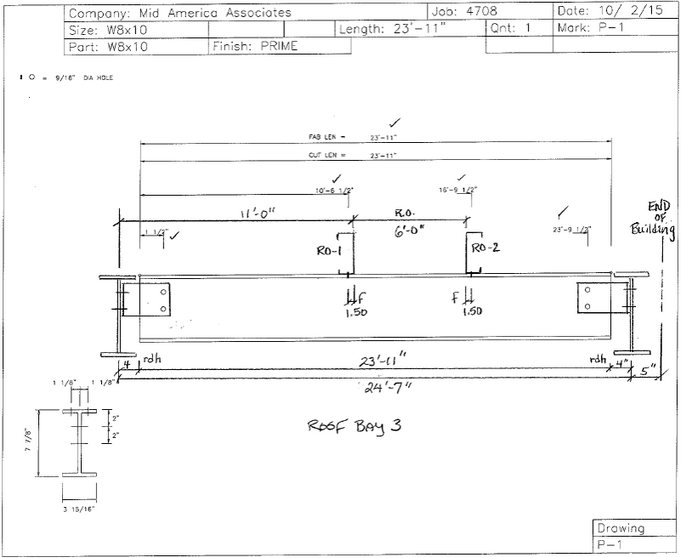 Company: Mid America Associates Job: 4708 Date: 10/ 2/15
Size: W8x10 Length: 23'-11" Qnt: 1 Mark: P-1
Part: W8x10 Finish: PRIME
1 O = 9/16" DIA HOLE
FAB LEN = 23'-11"
CUT LEN = 23'-11"
10'-6 1/2" 16'-9 1/2"
11'-0" R.O. END
OF
Building
1 1/2" 6'-0" 23'-9 1/2"
RO-1 RO-2
F F
1.50 1.50
4 rdh 23'-11" rdh 4" 5"
24'-7"
1 1/8" 1 1/8"
2"
2"
7 7/8"
3 15/16"
ROOF BAY 3
Drawing
P-1